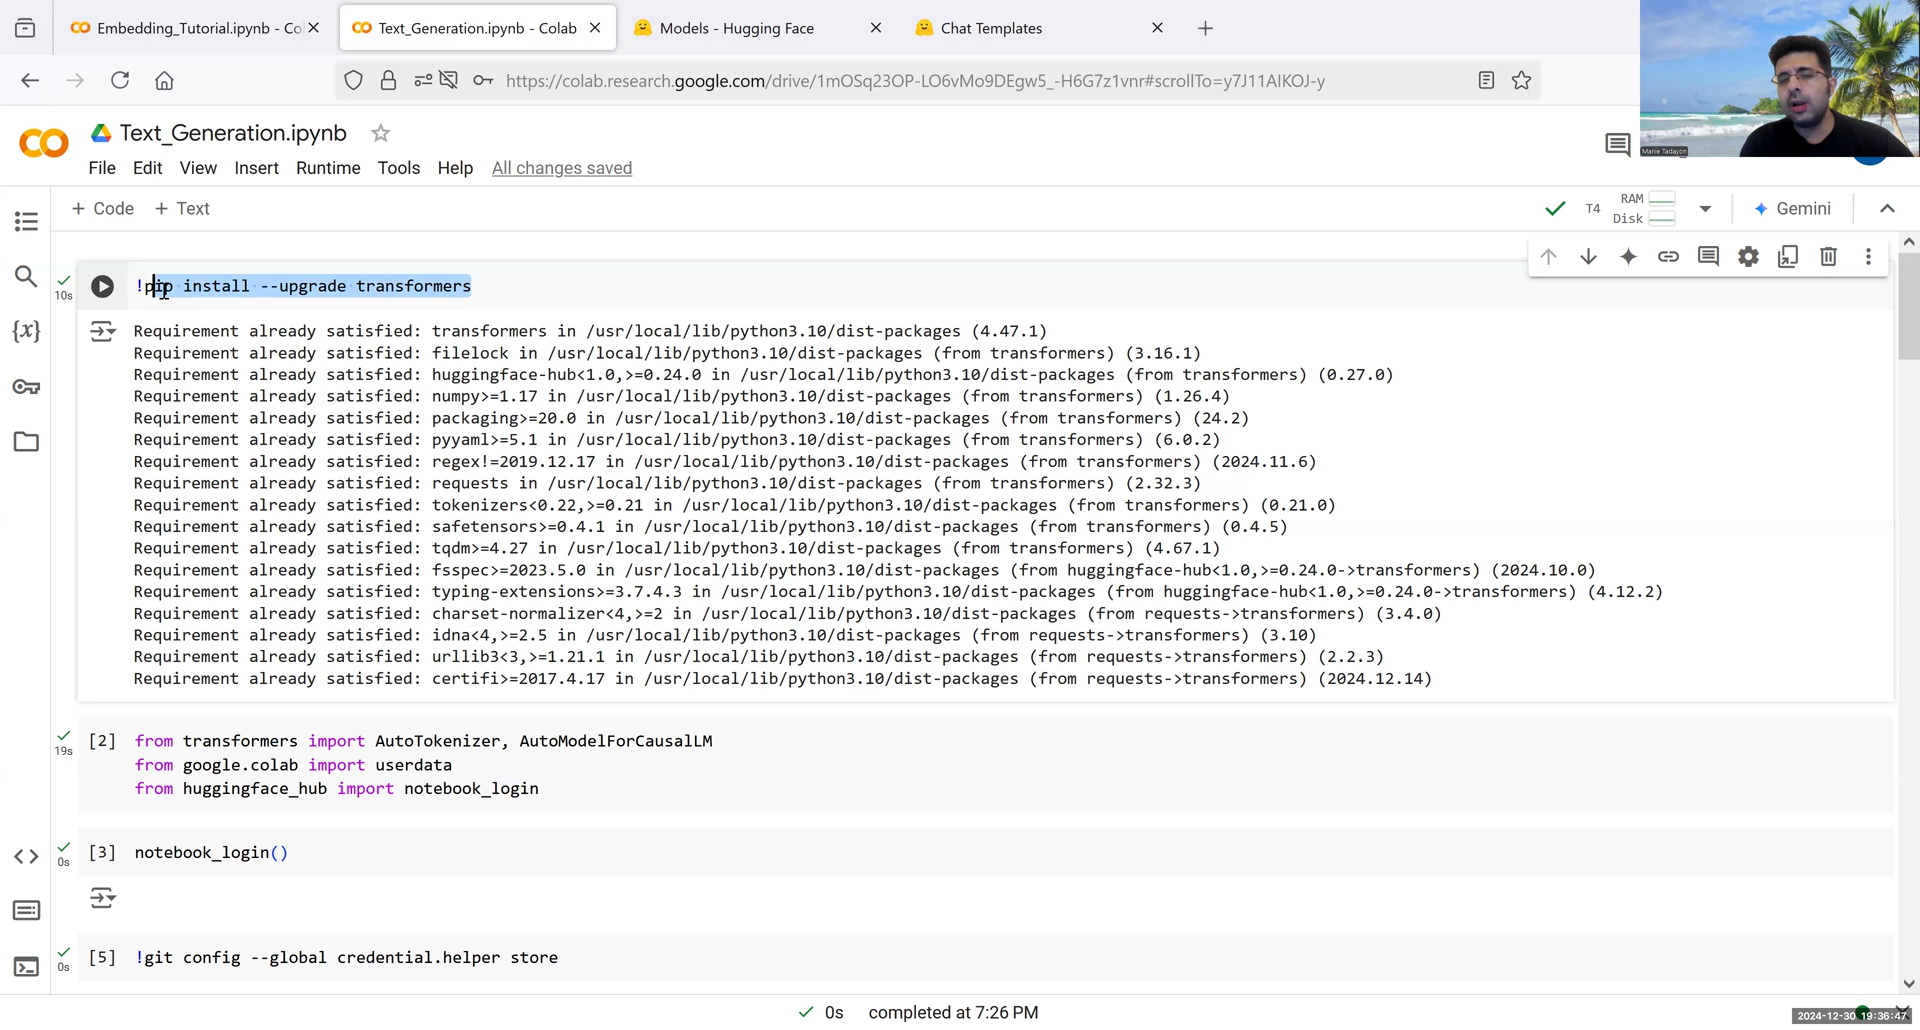 Embedding_Tutorial.ipynb - Co
Text_Generation.ipynb - Colab
Models - Hugging Face
Chat Templates
https://colab.research.google.com/drive/1mOSq23OP-LO6vMo9DEgw5_-H6G7z1vnr#scrollTo=y7J11AIKOJ-y
Text_Generation.ipynb
File Edit View Insert Runtime Tools Help All changes saved
Manie Tadayon
+ Code + Text
T4
RAM
Disk
Gemini
!pip install --upgrade transformers
10s
Requirement already satisfied: transformers in /usr/local/lib/python3.10/dist-packages (4.47.1)
Requirement already satisfied: filelock in /usr/local/lib/python3.10/dist-packages (from transformers) (3.16.1)
Requirement already satisfied: huggingface-hub<1.0,>=0.24.0 in /usr/local/lib/python3.10/dist-packages (from transformers) (0.27.0)
Requirement already satisfied: numpy>=1.17 in /usr/local/lib/python3.10/dist-packages (from transformers) (1.26.4)
Requirement already satisfied: packaging>=20.0 in /usr/local/lib/python3.10/dist-packages (from transformers) (24.2)
Requirement already satisfied: pyyaml>=5.1 in /usr/local/lib/python3.10/dist-packages (from transformers) (6.0.2)
Requirement already satisfied: regex!=2019.12.17 in /usr/local/lib/python3.10/dist-packages (from transformers) (2024.11.6)
Requirement already satisfied: requests in /usr/local/lib/python3.10/dist-packages (from transformers) (2.32.3)
Requirement already satisfied: tokenizers<0.22,>=0.21 in /usr/local/lib/python3.10/dist-packages (from transformers) (0.21.0)
Requirement already satisfied: safetensors>=0.4.1 in /usr/local/lib/python3.10/dist-packages (from transformers) (0.4.5)
Requirement already satisfied: tqdm>=4.27 in /usr/local/lib/python3.10/dist-packages (from transformers) (4.67.1)
Requirement already satisfied: fsspec>=2023.5.0 in /usr/local/lib/python3.10/dist-packages (from huggingface-hub<1.0,>=0.24.0->transformers) (2024.10.0)
Requirement already satisfied: typing-extensions>=3.7.4.3 in /usr/local/lib/python3.10/dist-packages (from huggingface-hub<1.0,>=0.24.0->transformers) (4.12.2)
Requirement already satisfied: charset-normalizer<4,>=2 in /usr/local/lib/python3.10/dist-packages (from requests->transformers) (3.4.0)
Requirement already satisfied: idna<4,>=2.5 in /usr/local/lib/python3.10/dist-packages (from requests->transformers) (3.10)
Requirement already satisfied: urllib3<3,>=1.21.1 in /usr/local/lib/python3.10/dist-packages (from requests->transformers) (2.2.3)
Requirement already satisfied: certifi>=2017.4.17 in /usr/local/lib/python3.10/dist-packages (from requests->transformers) (2024.12.14)
19s
[2] from transformers import AutoTokenizer, AutoModelForCausalLM
from google.colab import userdata
from huggingface_hub import notebook_login
0s
[3] notebook_login()
0s
[5] !git config --global credential.helper store
0s completed at 7:26 PM
2024-12-30 19:36:47